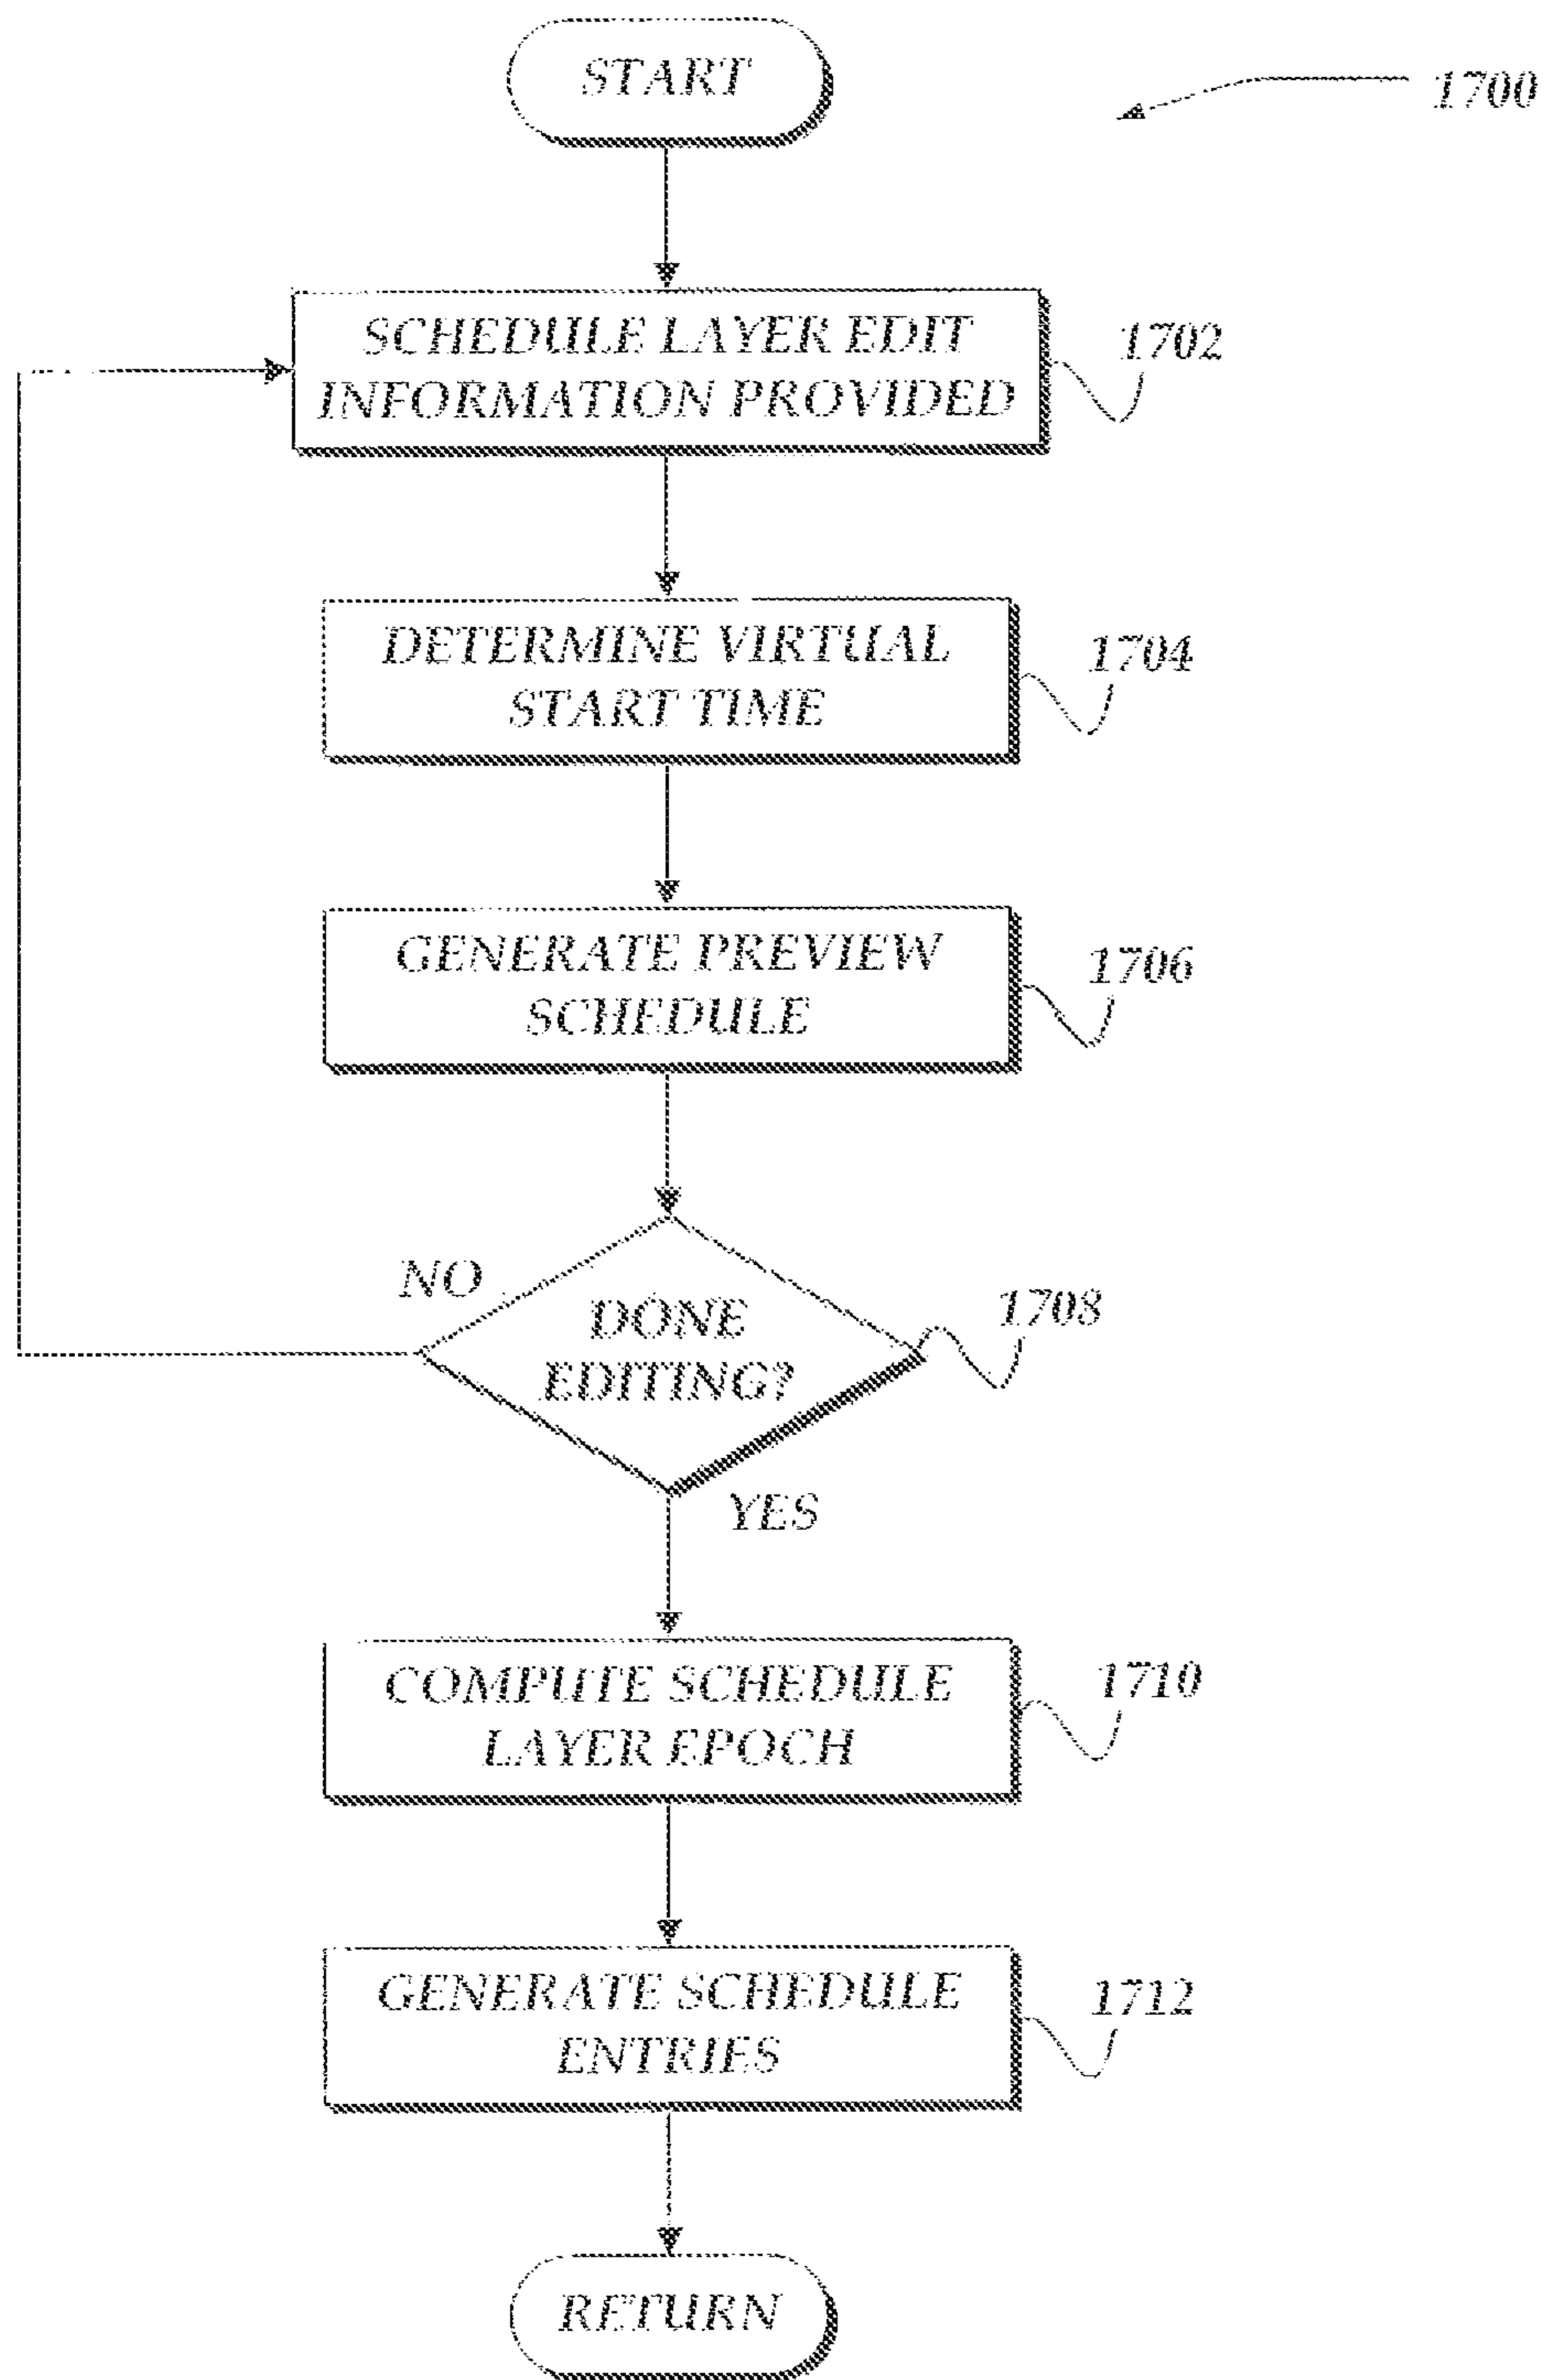 START
1700
SCHEDULE LAYER EDIT
INFORMATION PROVIDED
1702
DETERMINE VIRTUAL
START TIME
1704
GENERATE PREVIEW
SCHEDULE
1706
NO
DONE
EDITING?
1708
YES
COMPUTE SCHEDULE
LAYER EPOCH
1710
GENERATE SCHEDULE
ENTRIES
1712
RETURN